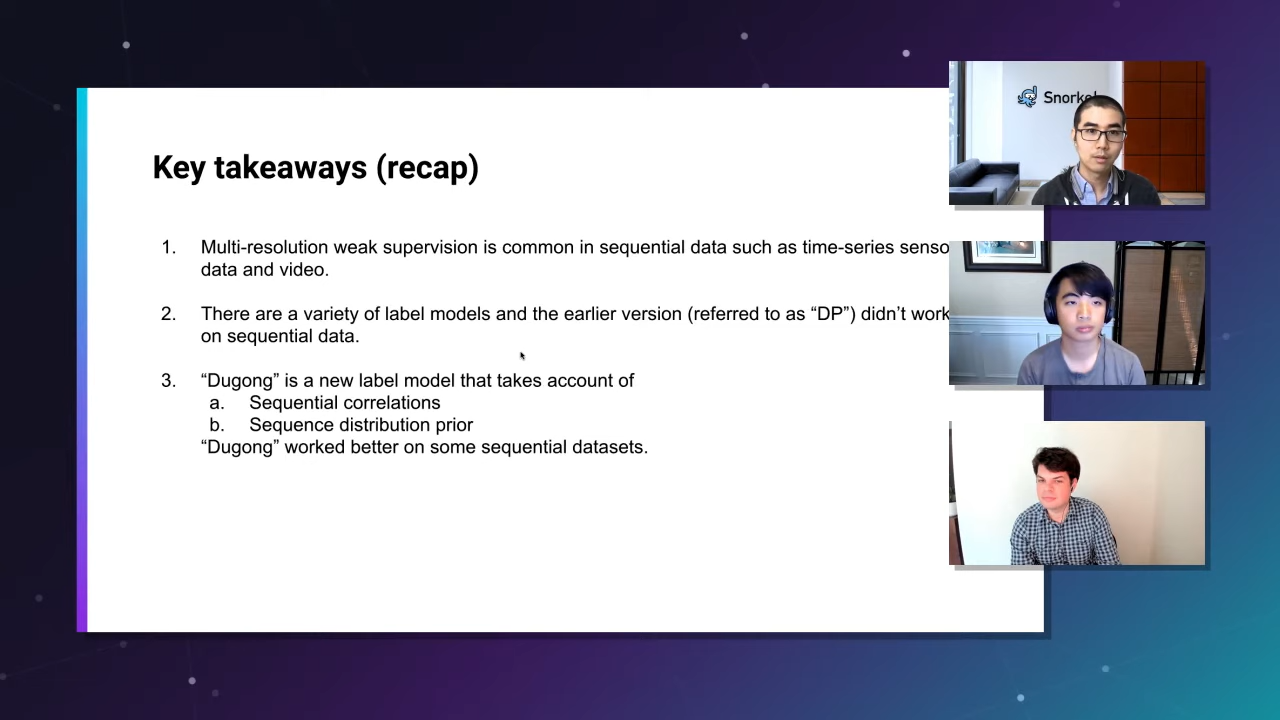 Snorkel
Key takeaways (recap)
1. Multi-resolution weak supervision is common in sequential data such as time-series senso
data and video.
2. There are a variety of label models and the earlier version (referred to as “DP”) didn’t work
on sequential data.
3. “Dugong” is a new label model that takes account of
a. Sequential correlations
b. Sequence distribution prior
“Dugong” worked better on some sequential datasets.